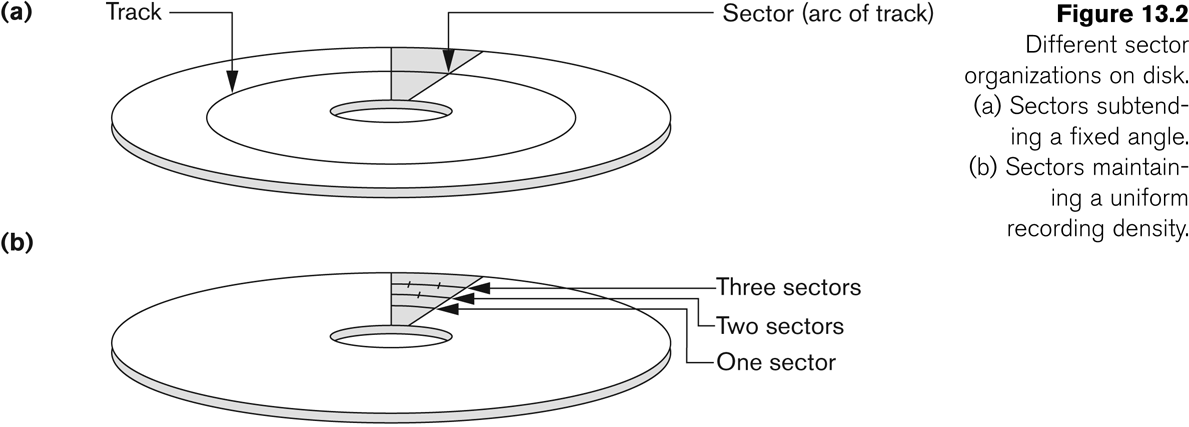 (a)
Track
Sector (arc of track)
Figure 13.2
Different sector
organizations on disk.
(a) Sectors subtend-
ing a fixed angle.
(b) Sectors maintain-
ing a uniform
recording density.
(b)
Three sectors
Two sectors
One sector